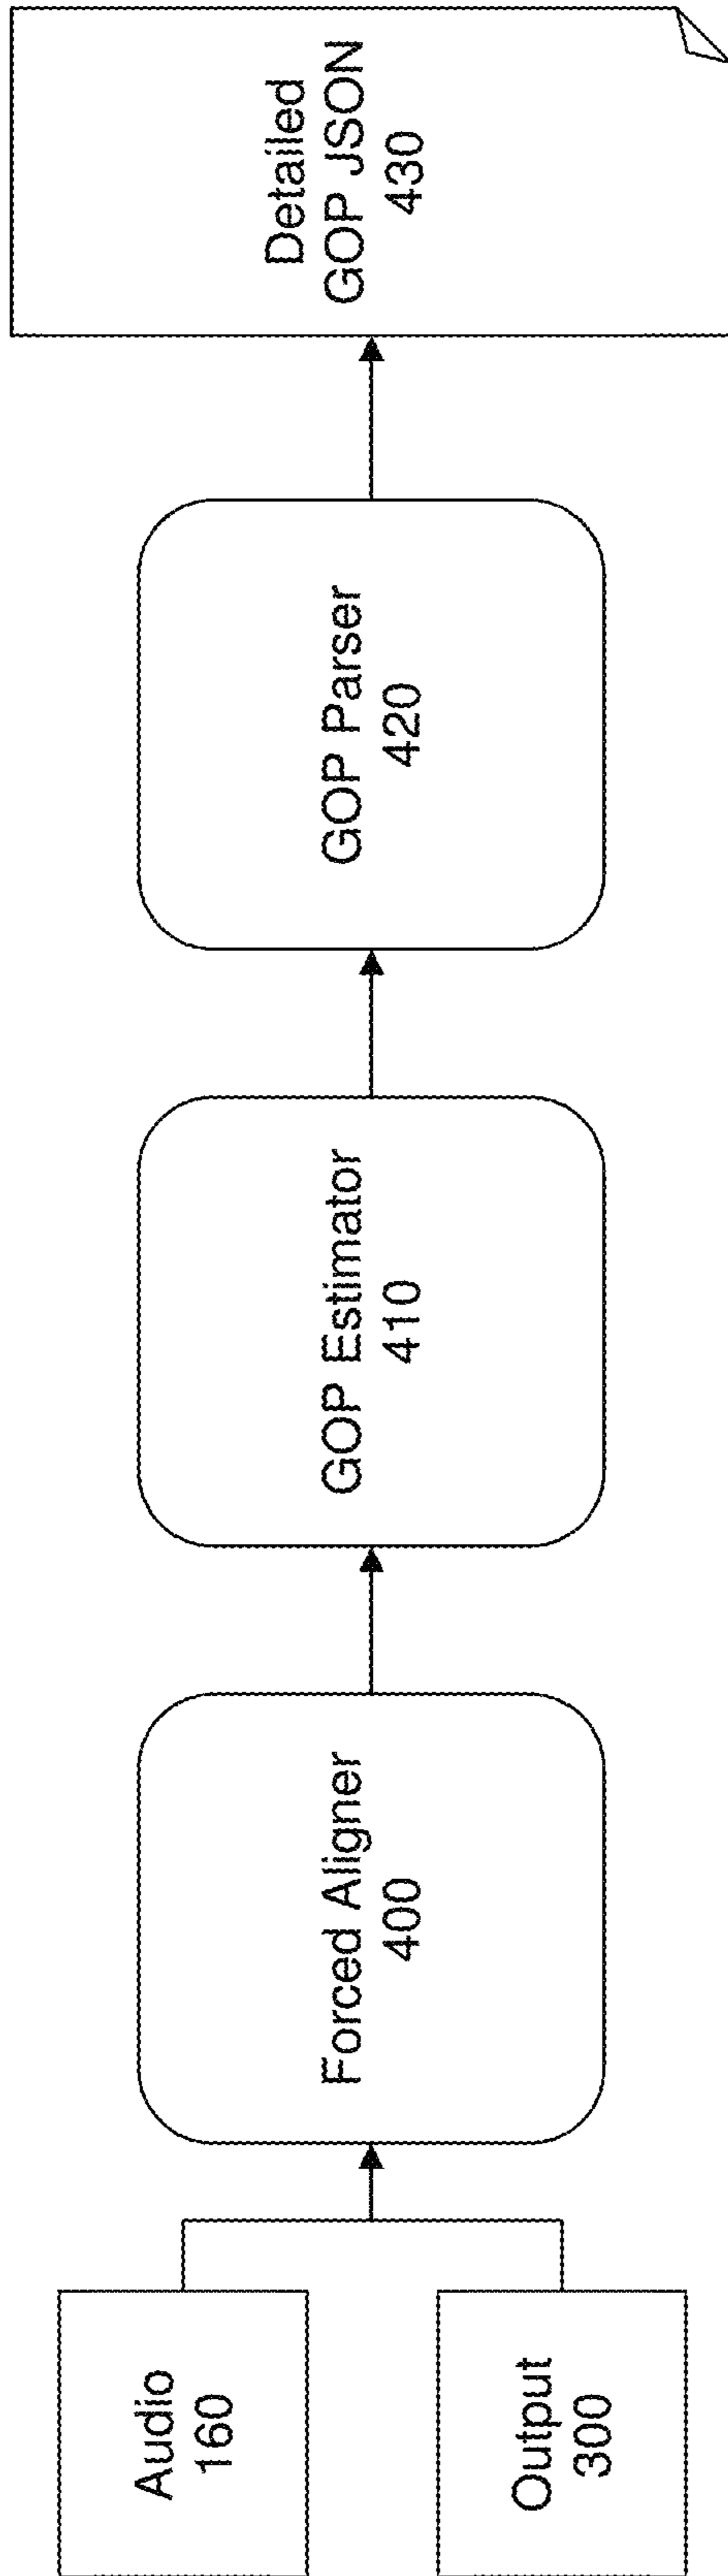 Audio
160
Output
300
Forced Aligner
400
GOP Estimator
410
GOP Parser
420
Detailed
GOP JSON
430